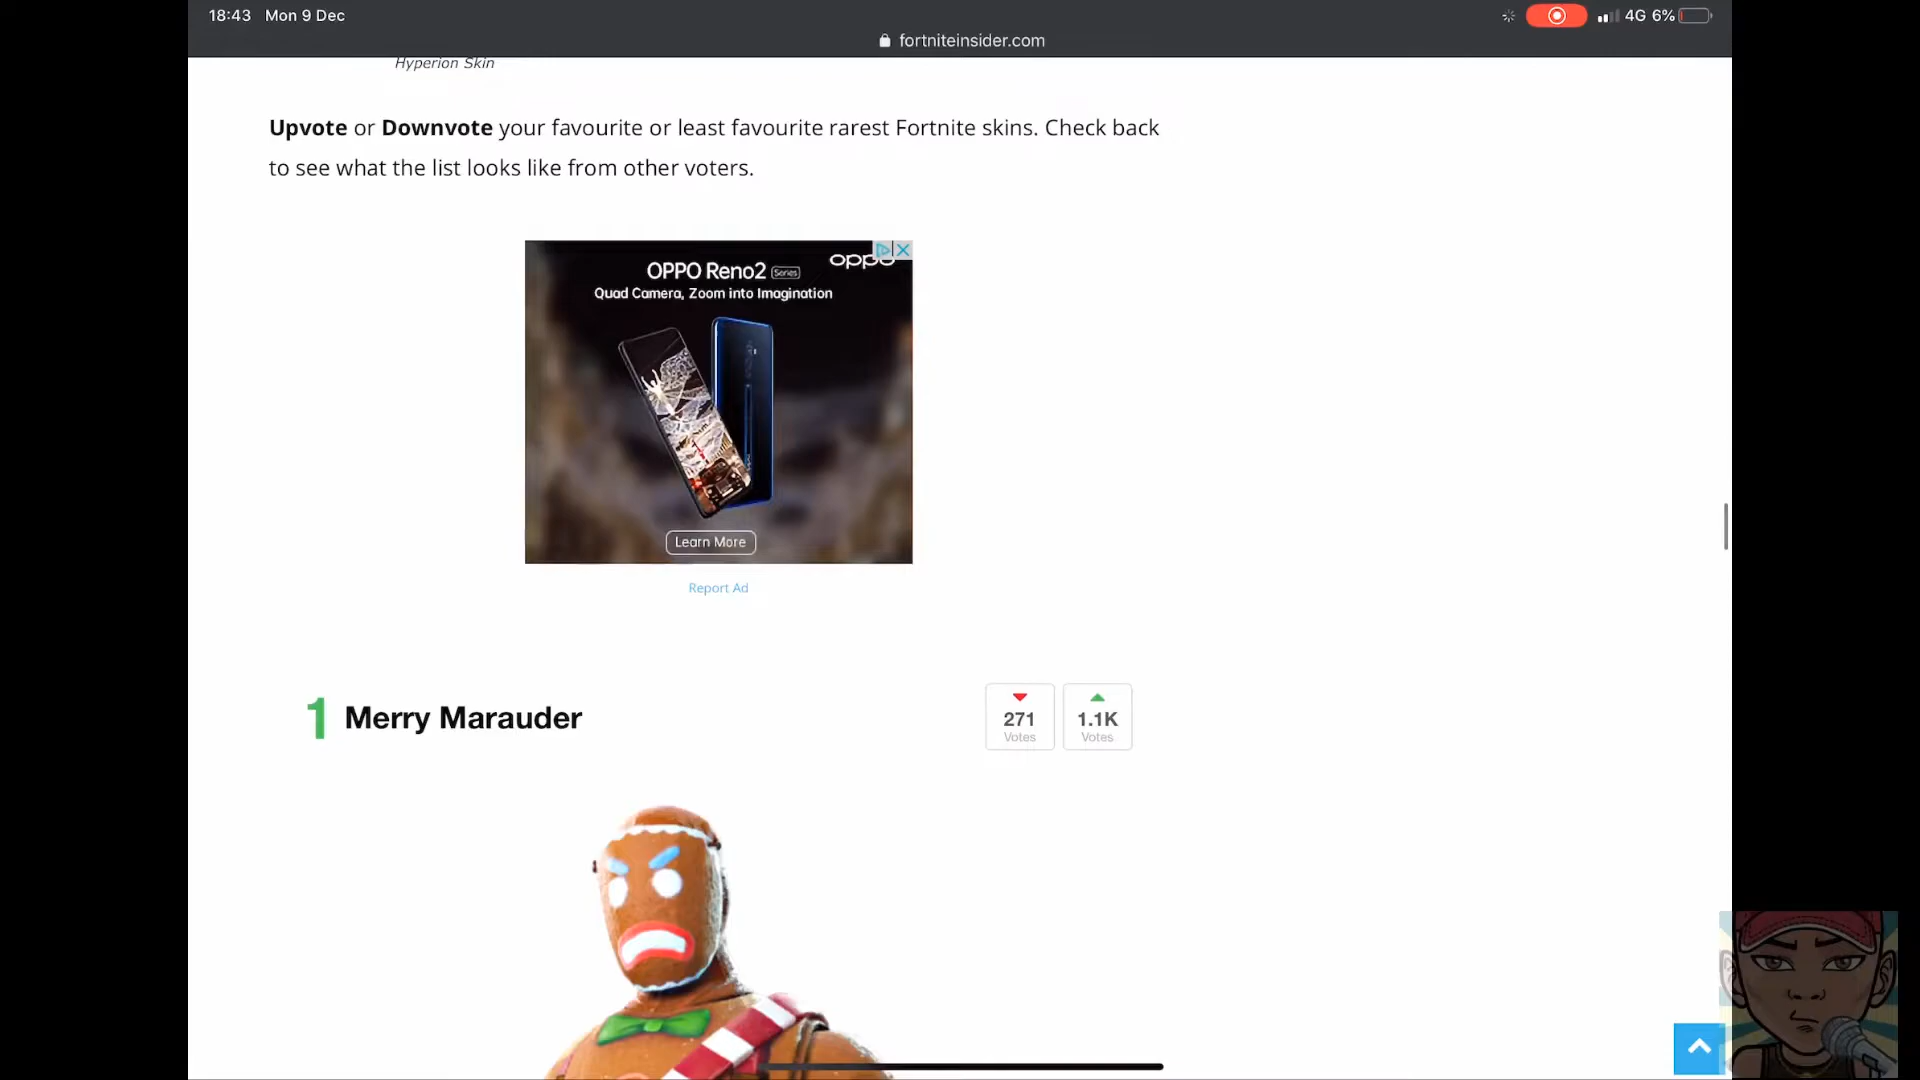 18:43 Mon 9 Dec
4G 6%
fortniteinsider.com
Hyperion Skin
Upvote or Downvote your favourite or least favourite rarest Fortnite skins. Check back
to see what the list looks like from other voters.
oppo
OPPO Reno2 Series
Quad Camera, Zoom into Imagination
Learn More
Report Ad
1 Merry Marauder
271
Votes
1.1K
Votes